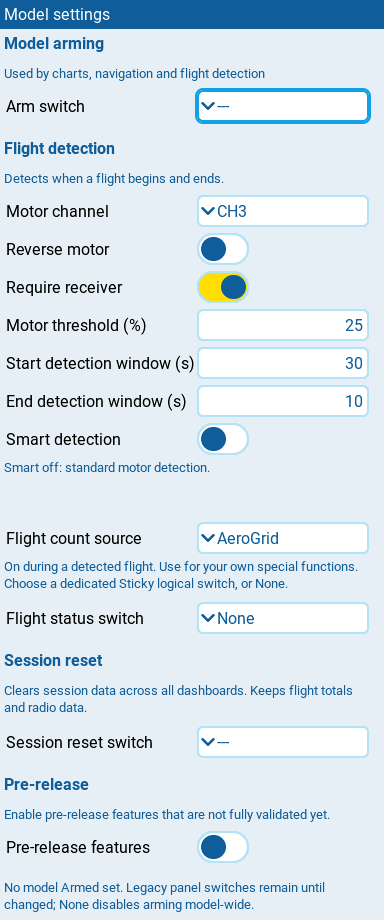 Model settings
Model arming
Used by charts, navigation and flight detection
Arm switch
---
Flight detection
Detects when a flight begins and ends.
Motor channel
CH3
Reverse motor
Require receiver
Motor threshold (%)
25
Start detection window (s)
30
End detection window (s)
10
Smart detection
Smart off: standard motor detection.
Flight count source
AeroGrid
On during a detected flight. Use for your own special functions.
Choose a dedicated Sticky logical switch, or None.
Flight status switch
None
Session reset
Clears session data across all dashboards. Keeps flight totals
and radio data.
Session reset switch
---
Pre-release
Enable pre-release features that are not fully validated yet.
Pre-release features
No model Armed set. Legacy panel switches remain until
changed; None disables arming model-wide.